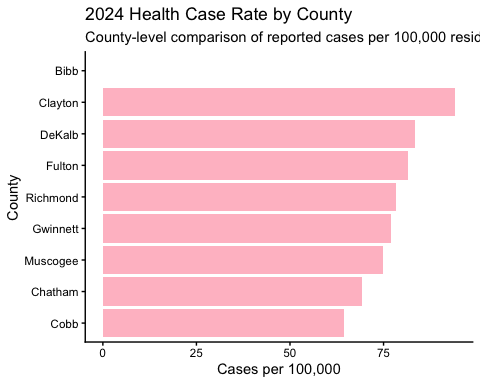 2024 Health Case Rate by County
County-level comparison of reported cases per 100,000 resid
Bibb
Clayton
DeKalb
Fulton
Richmond
Gwinnett
Muscogee
Chatham
Cobb
County
0 25 50 75
Cases per 100,000